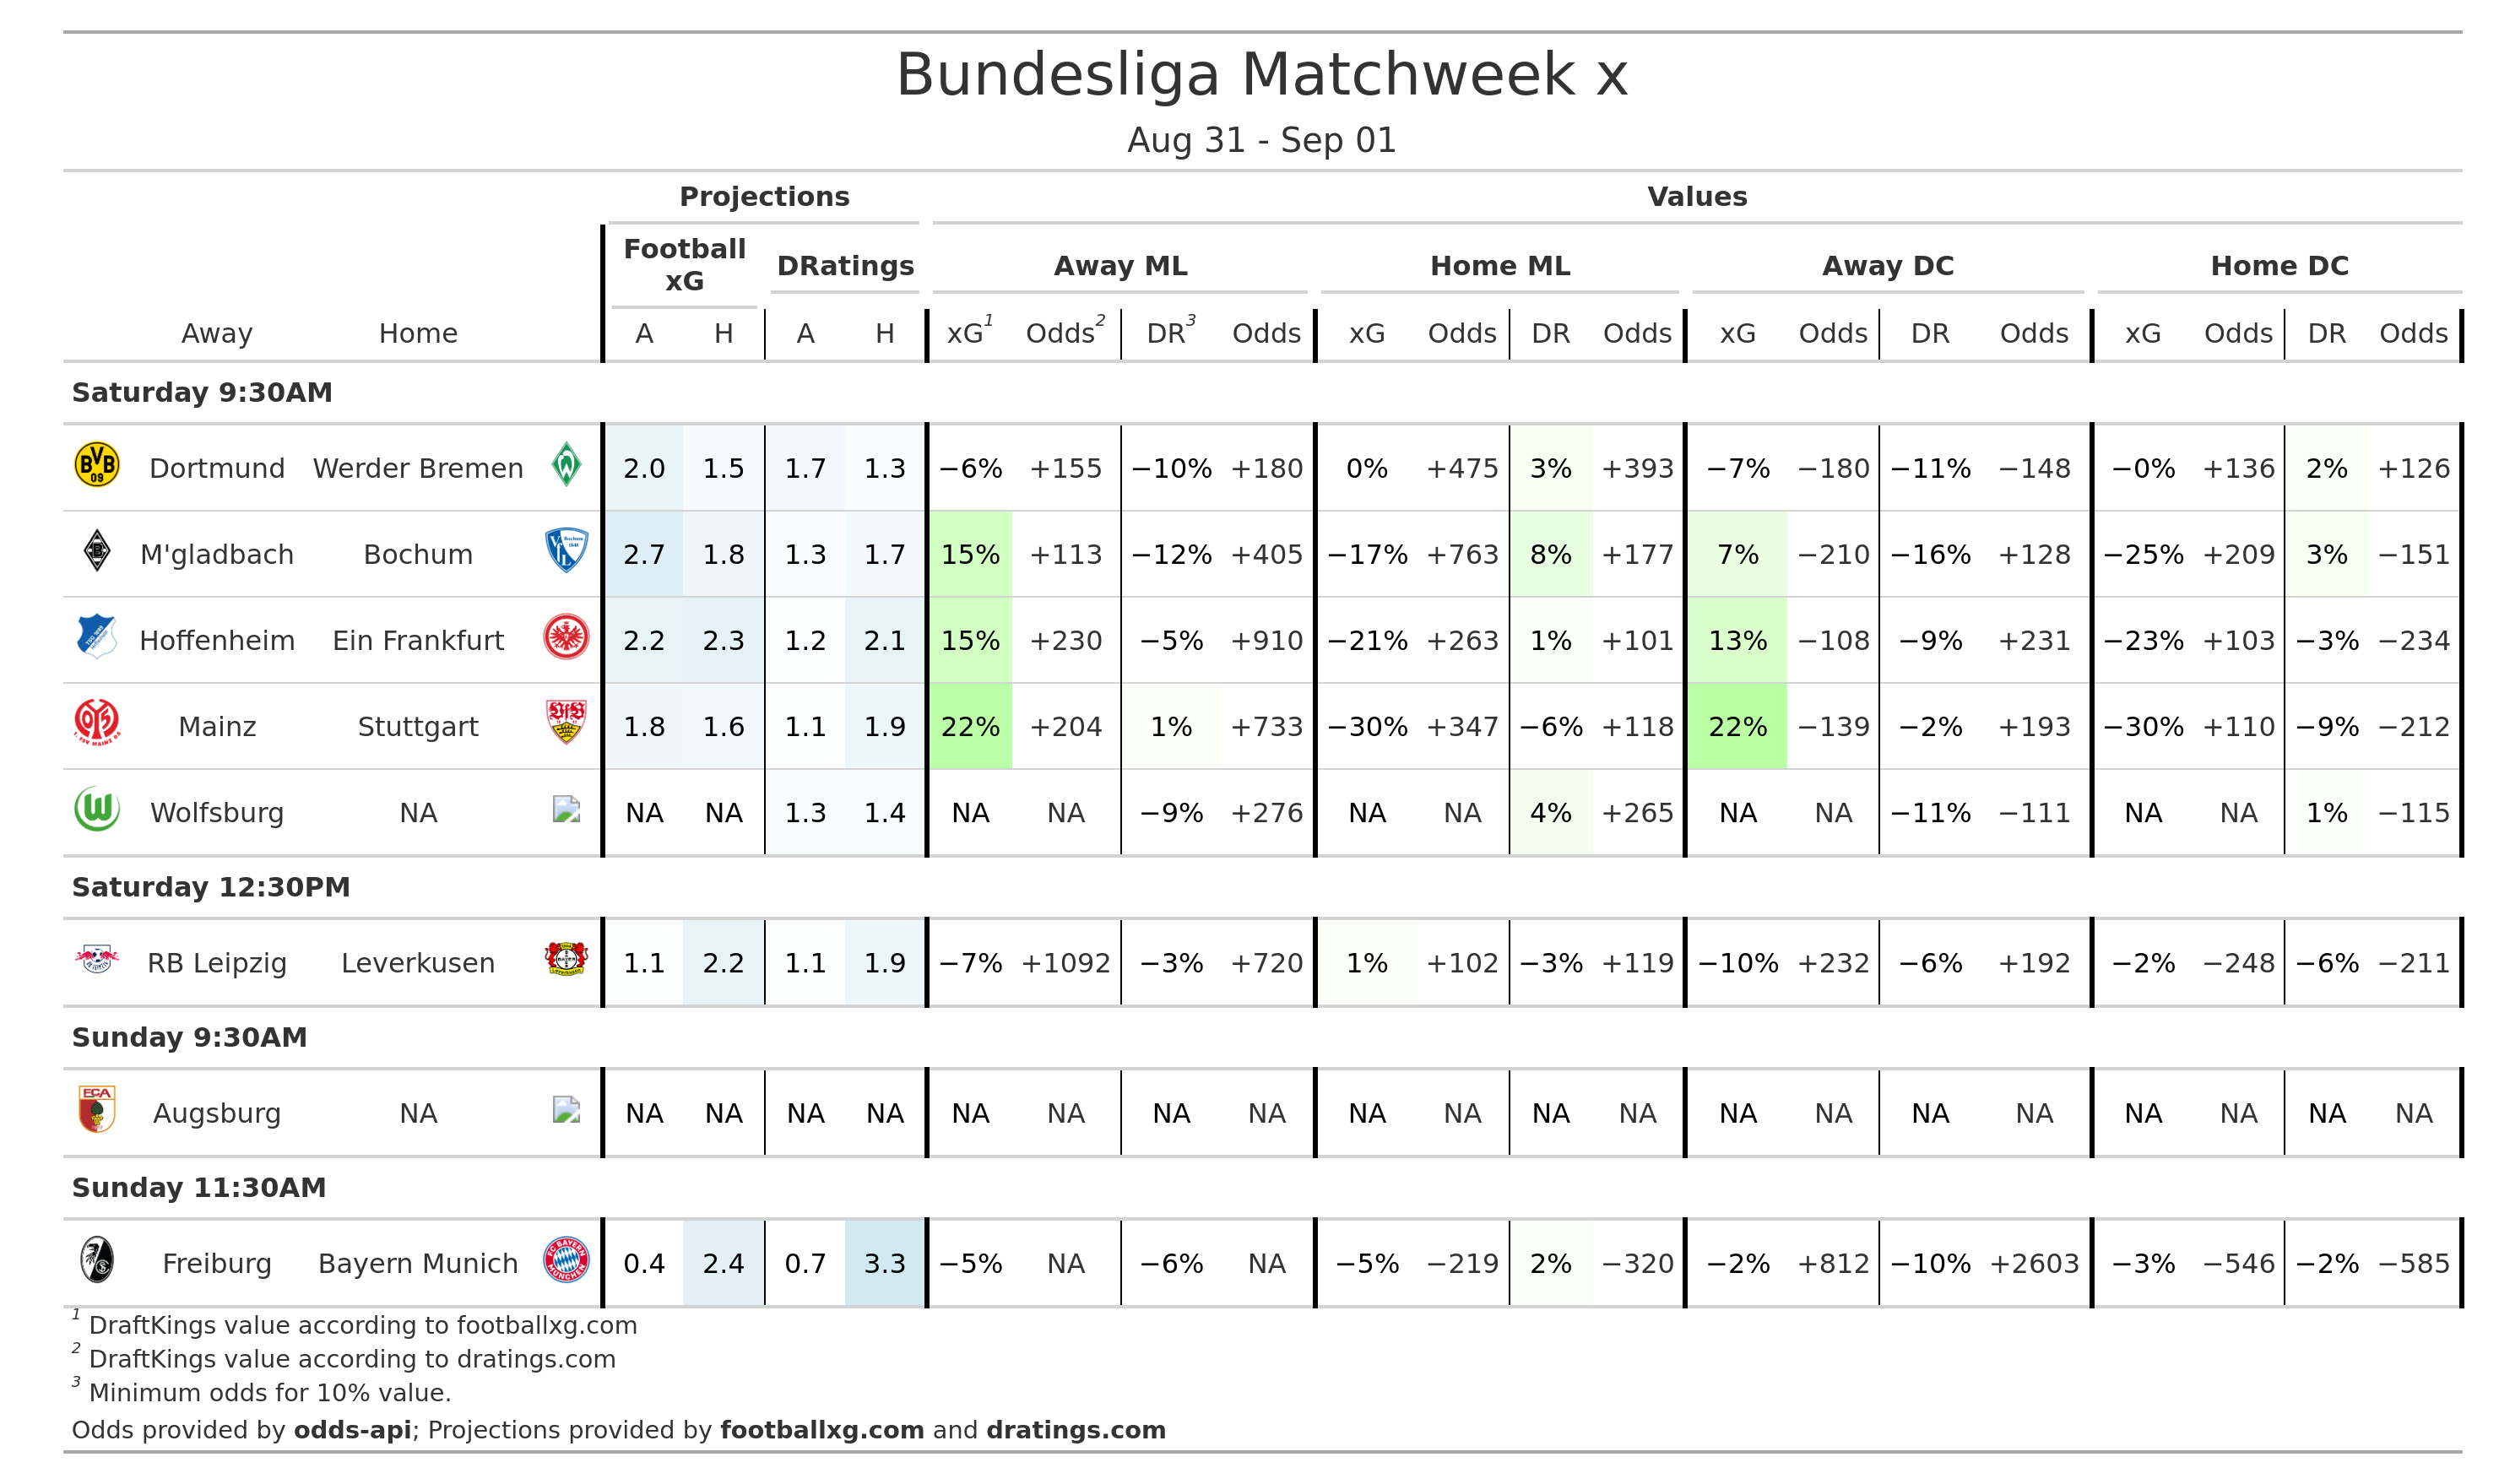 Bundesliga Matchweek x
Aug 31 - Sep 01
Projections Values
Football xG DRatings Away ML Home ML Away DC Home DC
Away Home A H A H xG1 Odds2 DR3 Odds xG Odds DR Odds xG Odds DR Odds xG Odds DR Odds
Saturday 9:30AM
Dortmund Werder Bremen 2.0 1.5 1.7 1.3 −6% +155 −10% +180 0% +475 3% +393 −7% −180 −11% −148 −0% +136 2% +126
M'gladbach Bochum 2.7 1.8 1.3 1.7 15% +113 −12% +405 −17% +763 8% +177 7% −210 −16% +128 −25% +209 3% −151
Hoffenheim Ein Frankfurt 2.2 2.3 1.2 2.1 15% +230 −5% +910 −21% +263 1% +101 13% −108 −9% +231 −23% +103 −3% −234
Mainz Stuttgart 1.8 1.6 1.1 1.9 22% +204 1% +733 −30% +347 −6% +118 22% −139 −2% +193 −30% +110 −9% −212
Wolfsburg NA NA NA 1.3 1.4 NA NA −9% +276 NA NA 4% +265 NA NA −11% −111 NA NA 1% −115
Saturday 12:30PM
RB Leipzig Leverkusen 1.1 2.2 1.1 1.9 −7% +1092 −3% +720 1% +102 −3% +119 −10% +232 −6% +192 −2% −248 −6% −211
Sunday 9:30AM
Augsburg NA NA NA NA NA NA NA NA NA NA NA NA NA NA NA NA NA NA NA NA NA
Sunday 11:30AM
Freiburg Bayern Munich 0.4 2.4 0.7 3.3 −5% NA −6% NA −5% −219 2% −320 −2% +812 −10% +2603 −3% −546 −2% −585
1 DraftKings value according to footballxg.com
2 DraftKings value according to dratings.com
3 Minimum odds for 10% value.
Odds provided by odds-api; Projections provided by footballxg.com and dratings.com